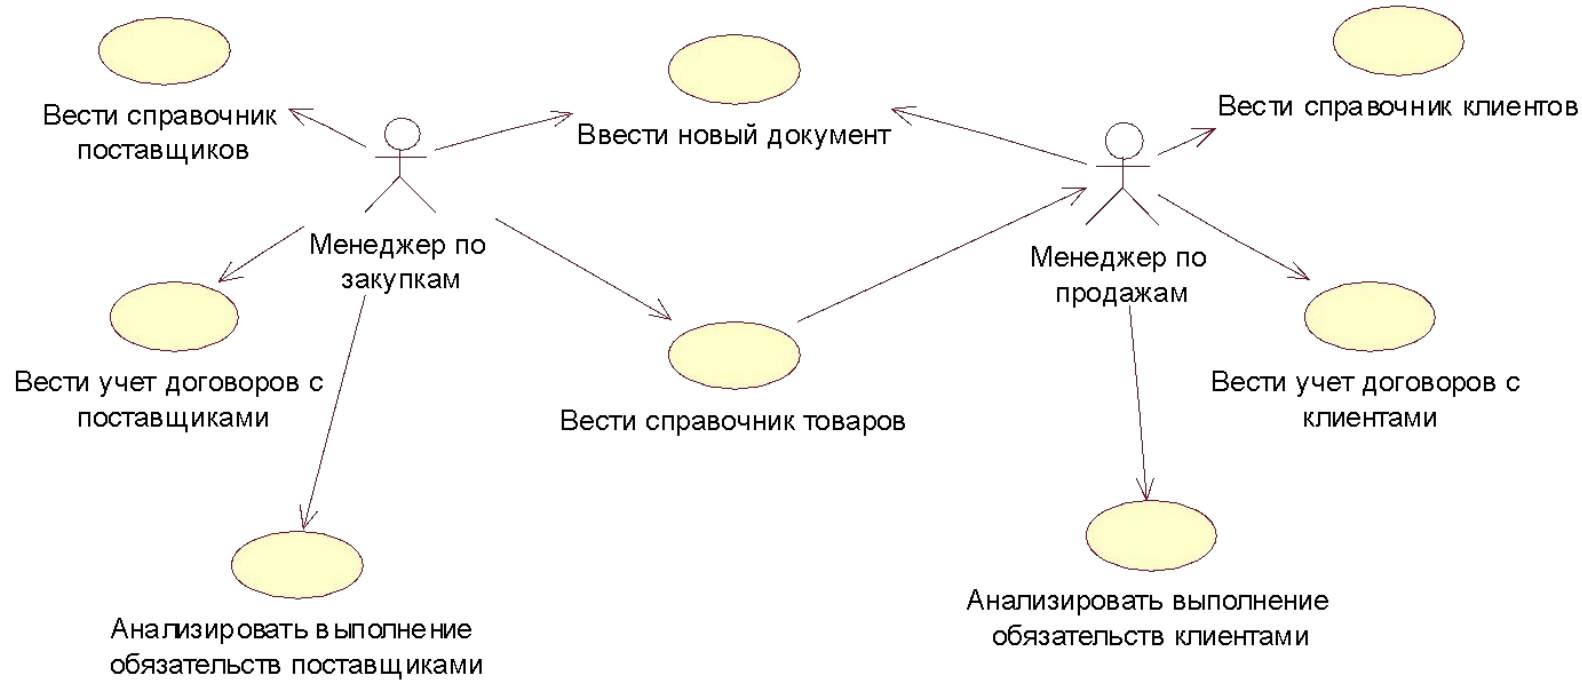 Вести справочник
поставщиков
Ввести новый документ
Вести справочник клиентов
Менеджер по
закупкам
Менеджер по
продажам
Вести учет договоров с
поставщиками
Вести справочник товаров
Вести учет договоров с
клиентами
Анализировать выполнение
обязательств поставщиками
Анализировать выполнение
обязательств клиентами